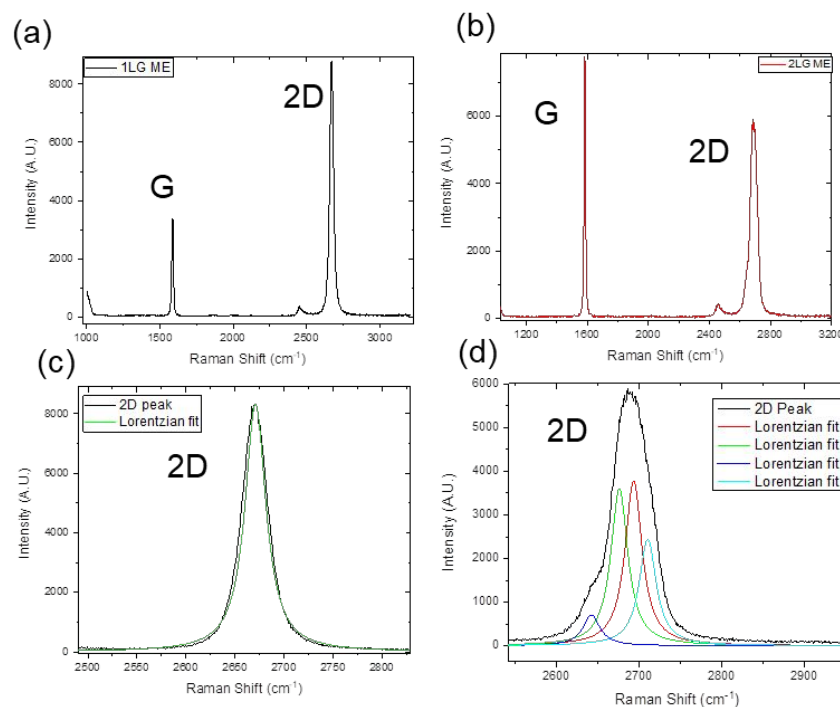 (a)
1LG ME
G
2D
Intensity (A.U.)
8000
6000
4000
2000
0
1000
1500
2000
2500
3000
Raman Shift (cm⁻¹)
(b)
2LG ME
G
2D
Intensity (A.U.)
6000
4000
2000
0
1200
1600
2000
2400
2800
3200
Raman Shift (cm⁻¹)
(c)
2D peak
Lorentzian fit
2D
Intensity (A.U.)
8000
6000
4000
2000
0
2500
2550
2600
2650
2700
2750
2800
Raman Shift (cm⁻¹)
(d)
2D
2D Peak
Lorentzian fit
Lorentzian fit
Lorentzian fit
Lorentzian fit
Intensity (A.U.)
6000
5000
4000
3000
2000
1000
0
2600
2700
2800
2900
Raman Shift (cm⁻¹)